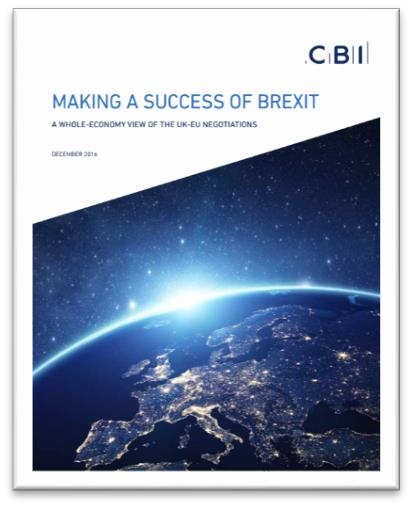 CBI
MAKING A SUCCESS OF BREXIT
A WHOLE-ECONOMY VIEW OF THE UK-EU NEGOTIATIONS
DECEMBER 2016